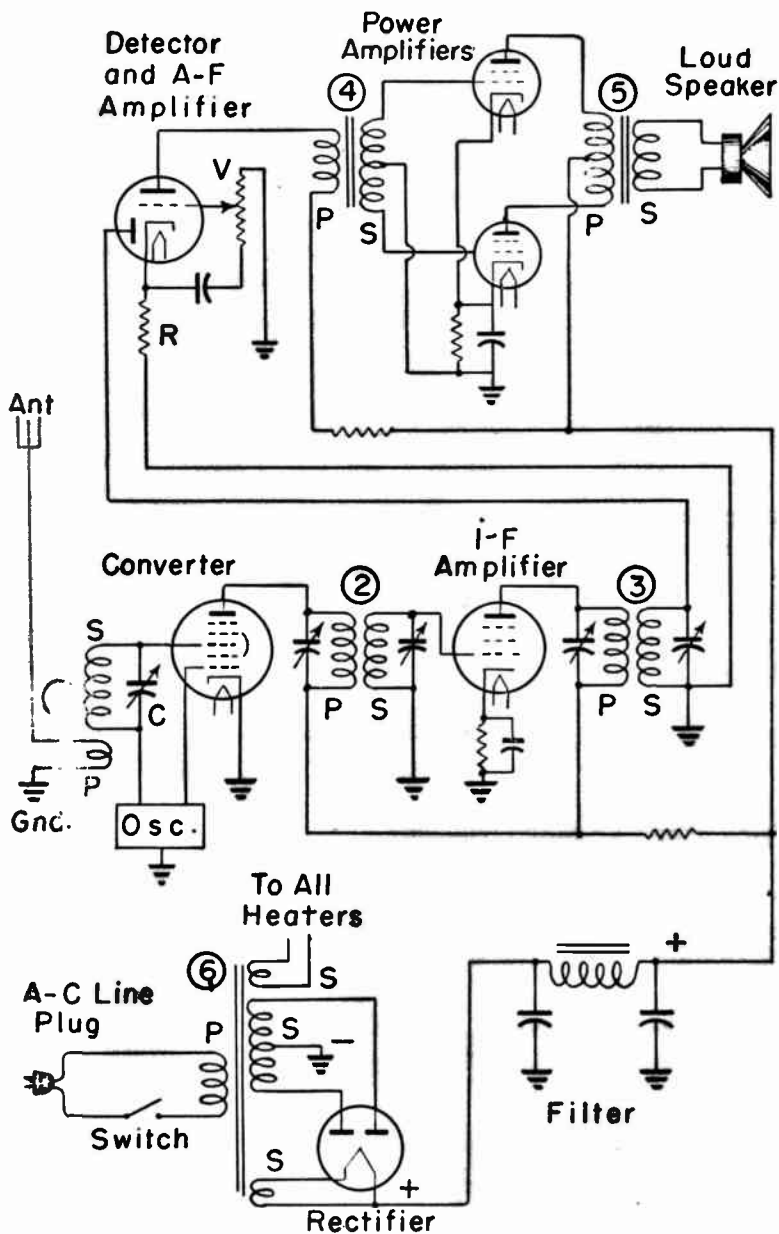 Detector
and A-F
Amplifier
Power
Amplifiers
Loud
Speaker
4
5
V
P
S
P
S
R
Ant
Converter
2
I-F
Amplifier
3
S
C
P
S
P
S
P
Gnd.
Osc.
To All
Heaters
6
S
+
A-C Line
Plug
P
S
−
Switch
Filter
S
+
Rectifier